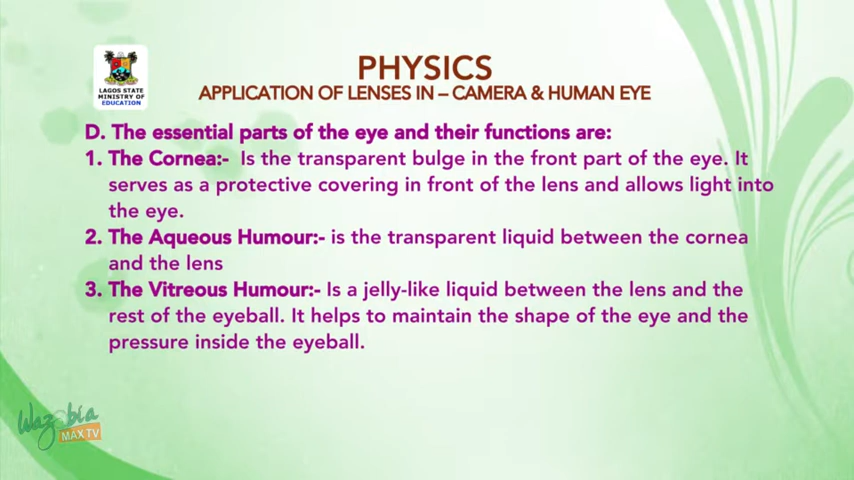 PHYSICS
LAGOS STATE
MINISTRY OF
EDUCATION
APPLICATION OF LENSES IN – CAMERA & HUMAN EYE
D. The essential parts of the eye and their functions are:
1. The Cornea:- Is the transparent bulge in the front part of the eye. It
serves as a protective covering in front of the lens and allows light into
the eye.
2. The Aqueous Humour:- is the transparent liquid between the cornea
and the lens
3. The Vitreous Humour:- Is a jelly-like liquid between the lens and the
rest of the eyeball. It helps to maintain the shape of the eye and the
pressure inside the eyeball.
Wazobia
MAX TV